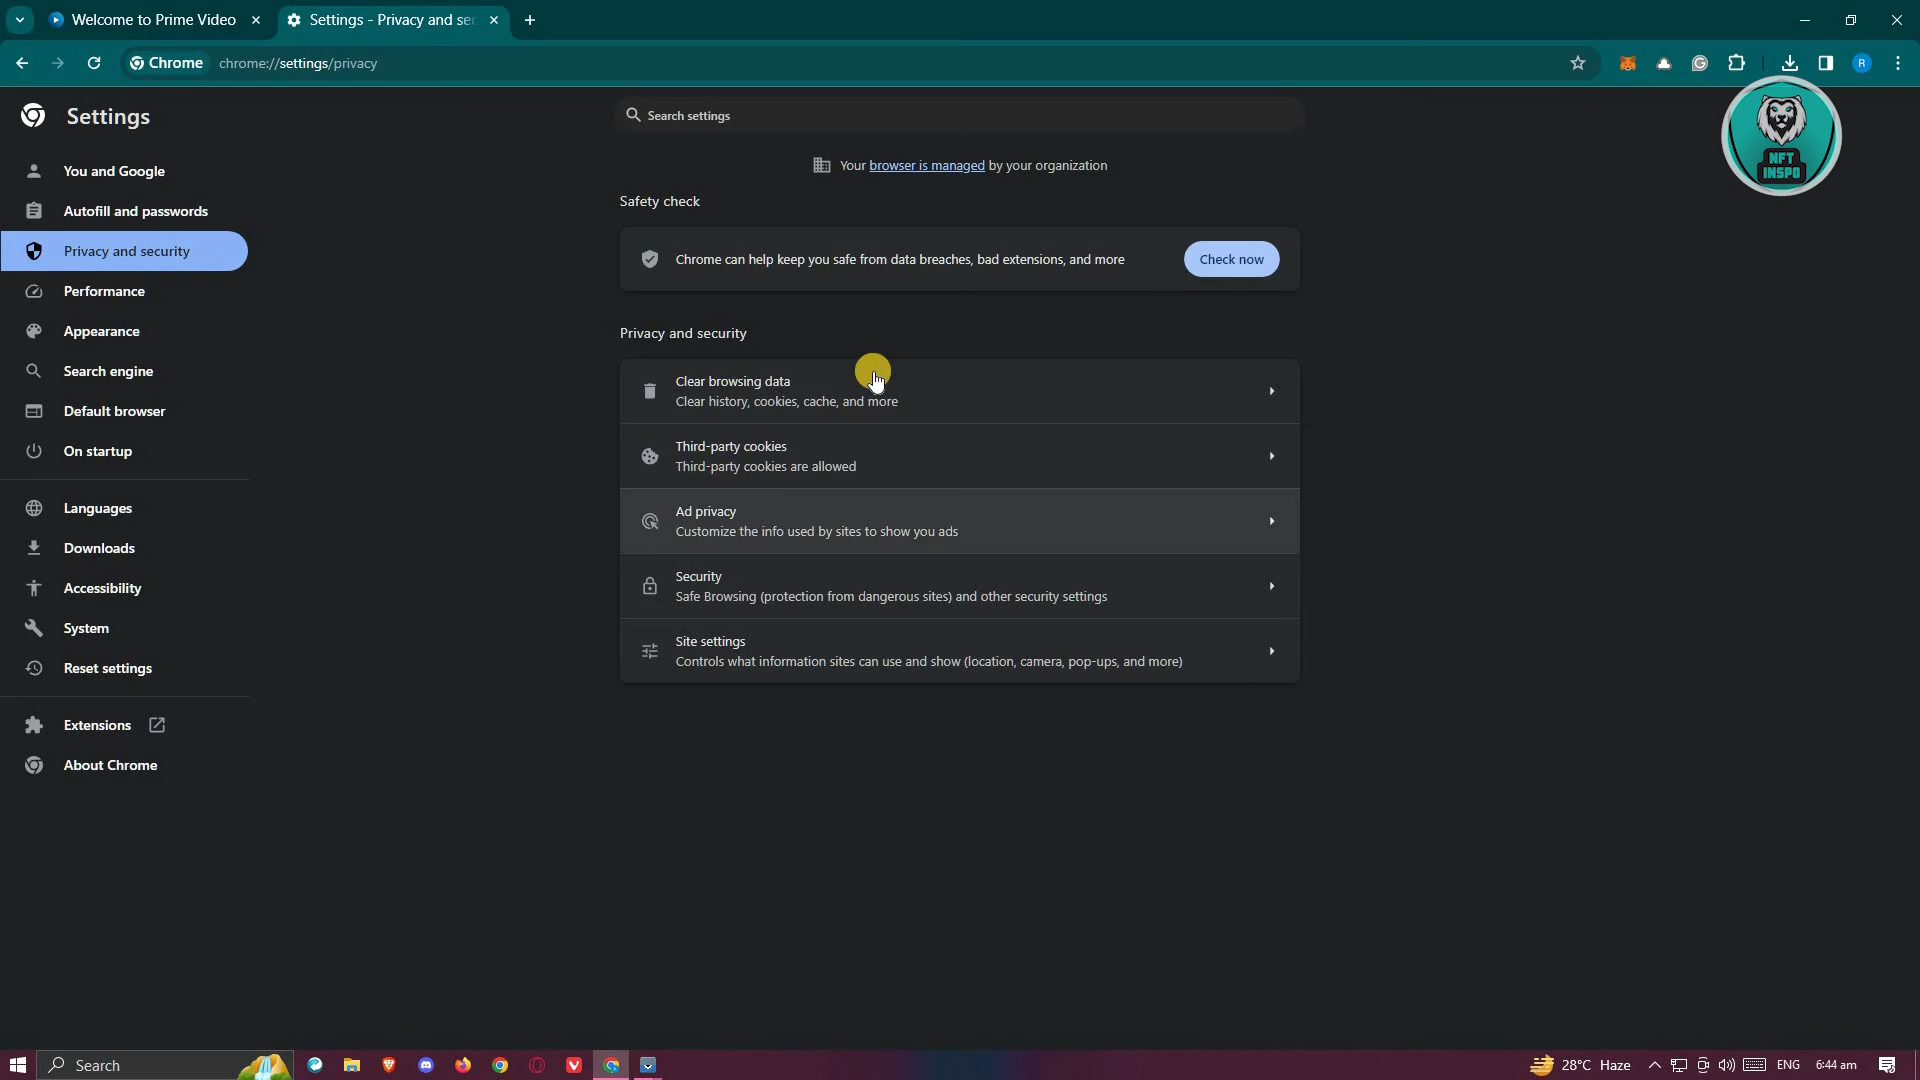 Welcome to Prime Video
Settings - Privacy and sec
Chrome
chrome://settings/privacy
R
Settings
Search settings
NFT
INSPO
Your browser is managed by your organization
You and Google
Autofill and passwords
Privacy and security
Performance
Appearance
Search engine
Default browser
On startup
Languages
Downloads
Accessibility
System
Reset settings
Extensions
About Chrome
Safety check
Chrome can help keep you safe from data breaches, bad extensions, and more
Check now
Privacy and security
Clear browsing data
Clear history, cookies, cache, and more
Third-party cookies
Third-party cookies are allowed
Ad privacy
Customize the info used by sites to show you ads
Security
Safe Browsing (protection from dangerous sites) and other security settings
Site settings
Controls what information sites can use and show (location, camera, pop-ups, and more)
Search
28°C Haze
ENG
6:44 am